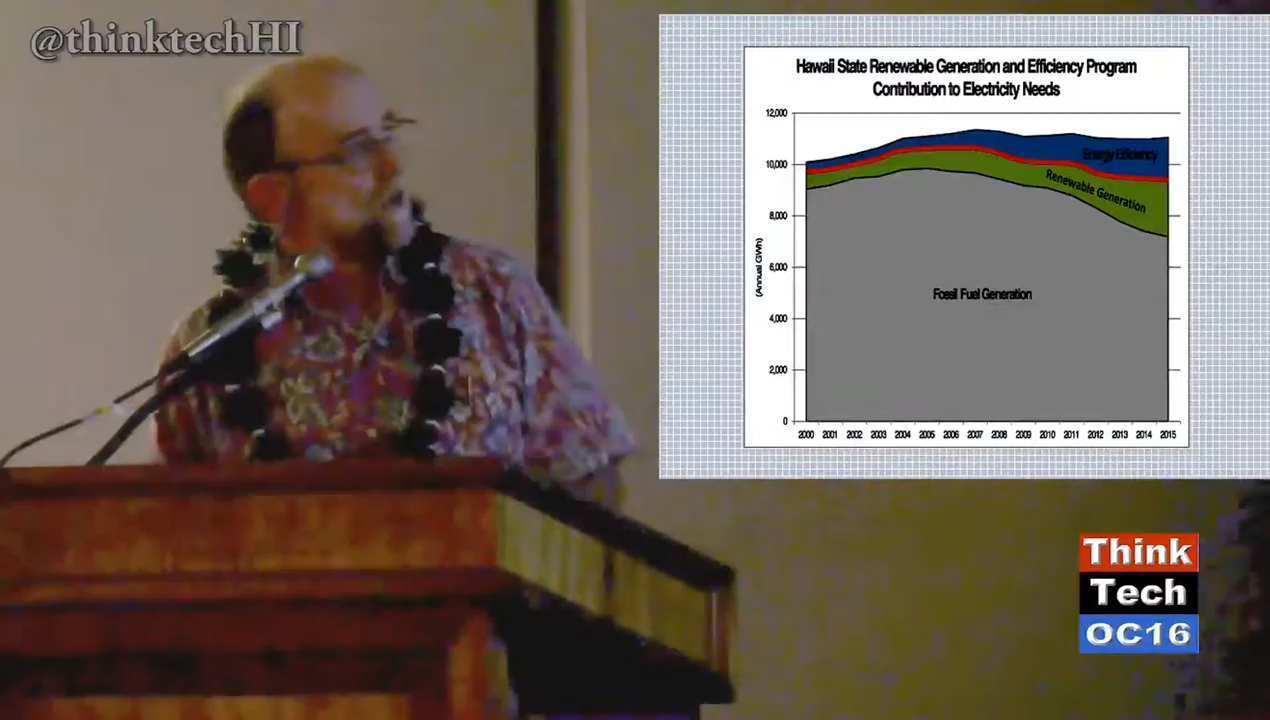 @thinktechHI
Hawaii State Renewable Generation and Efficiency Program
Contribution to Electricity Needs
12,000
10,000
8,000
6,000
4,000
2,000
0
(Annual GWh)
Energy Efficiency
Renewable Generation
Fossil Fuel Generation
2000 2001 2002 2003 2004 2005 2006 2007 2008 2009 2010 2011 2012 2013 2014 2015
Think
Tech
OC16